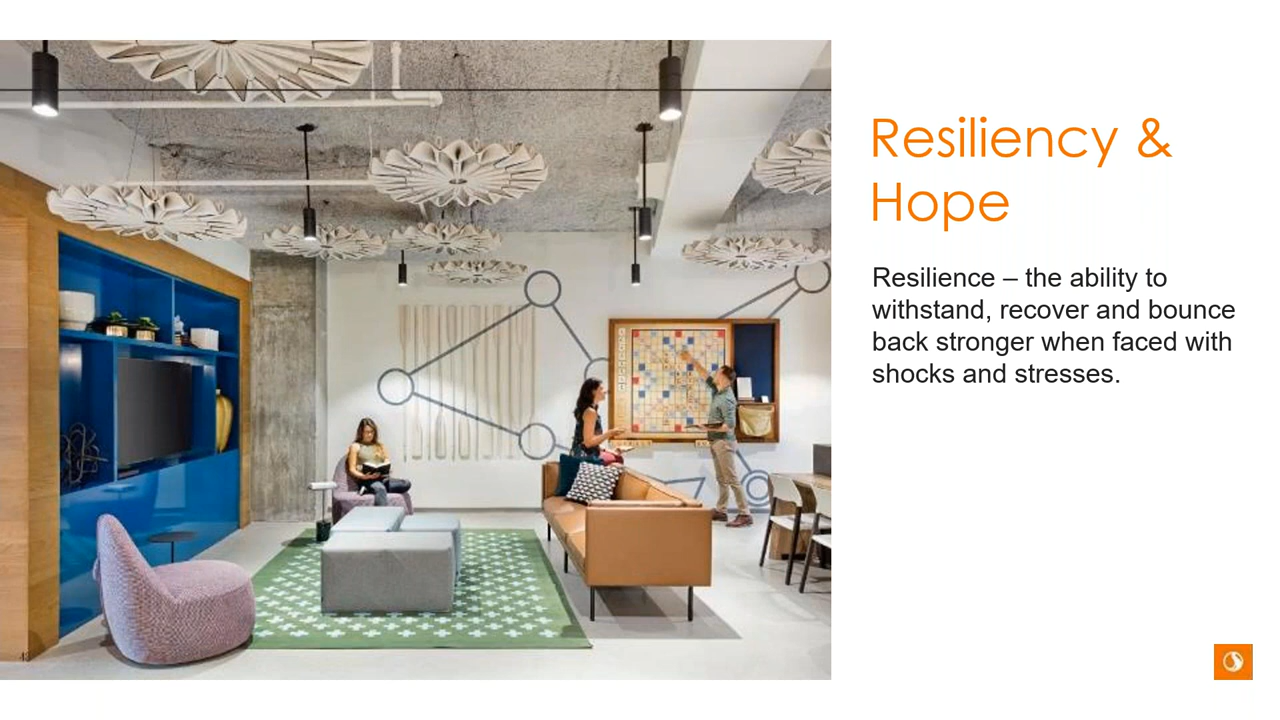 Resiliency &
Hope
Resilience – the ability to
withstand, recover and bounce
back stronger when faced with
shocks and stresses.